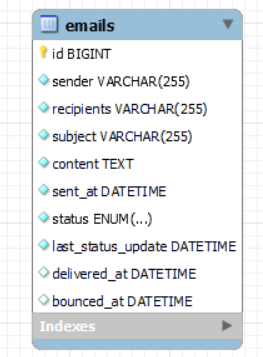 emails
id BIGINT
sender VARCHAR(255)
recipients VARCHAR(255)
subject VARCHAR(255)
content TEXT
sent_at DATETIME
status ENUM(...)
last_status_update DATETIME
delivered_at DATETIME
bounced_at DATETIME
Indexes